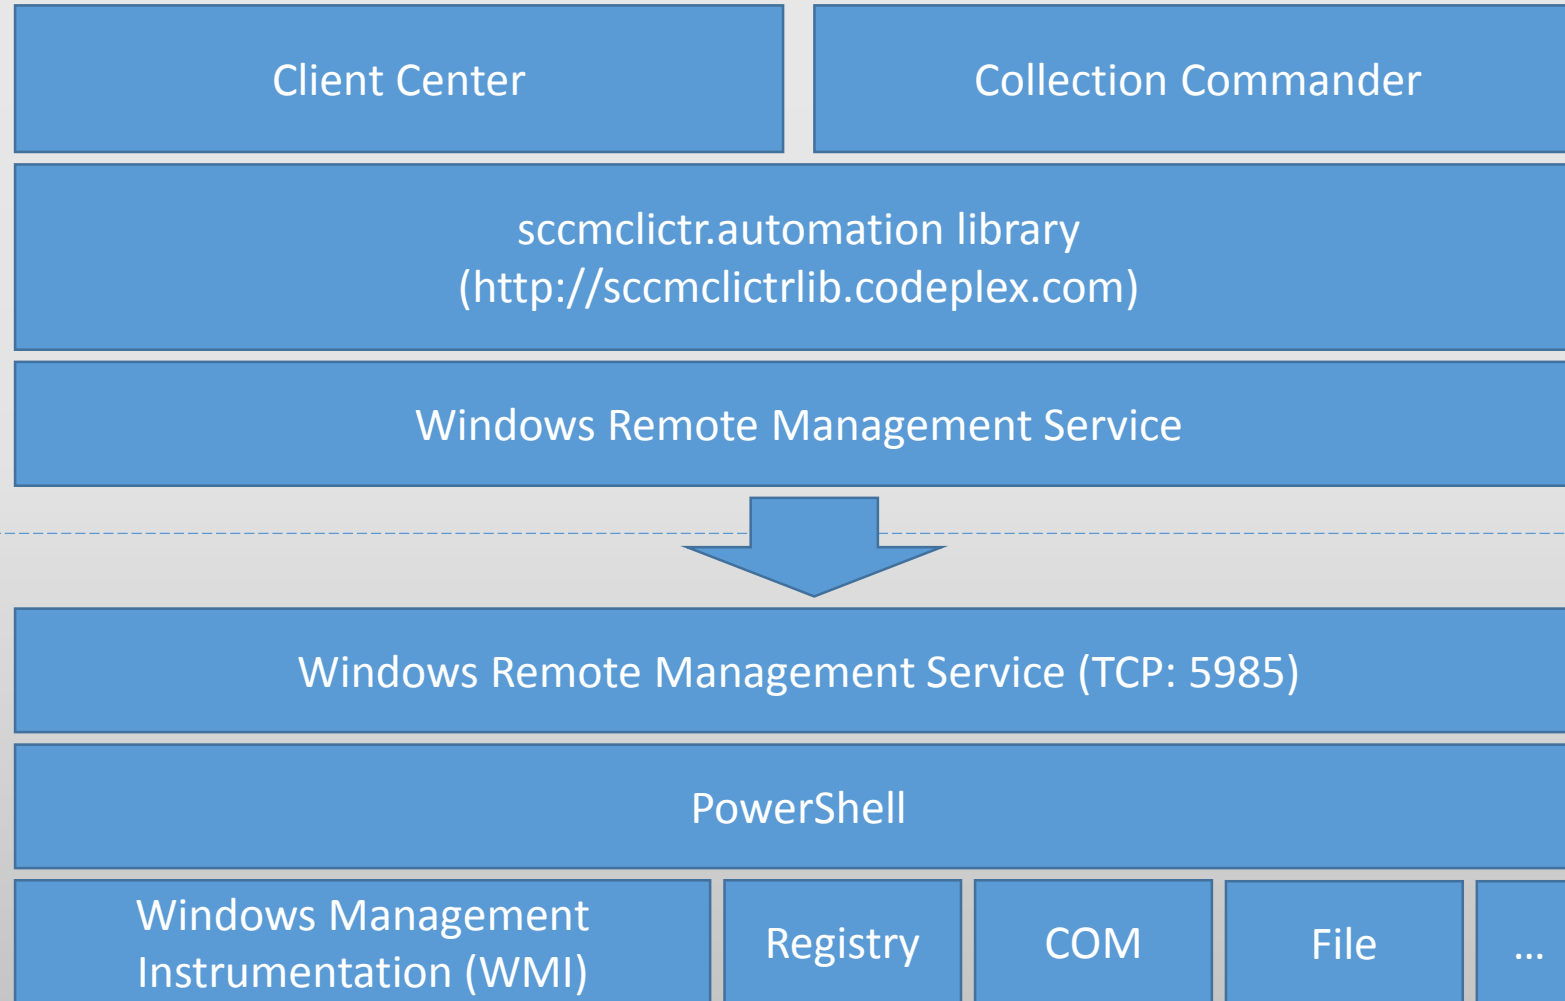 Client Center
Collection Commander
sccmclictr.automation library
(http://sccmclictrlib.codeplex.com)
Windows Remote Management Service
Windows Remote Management Service (TCP: 5985)
PowerShell
Windows Management
Instrumentation (WMI)
Registry
COM
File
...